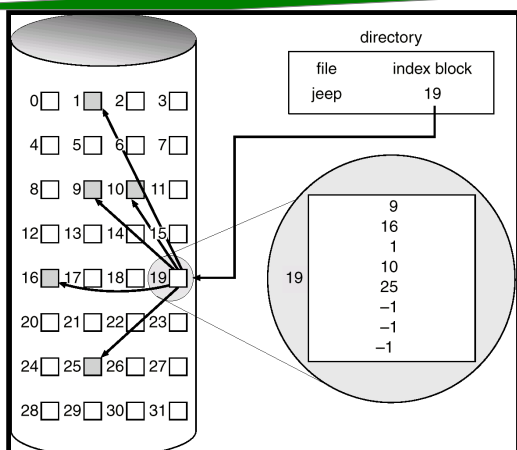 directory
file index block
jeep 19
0 1 2 3
4 5 6 7
8 9 10 11
12 13 14 15
16 17 18 19
20 21 22 23
24 25 26 27
28 29 30 31
19
9
16
1
10
25
–1
–1
–1